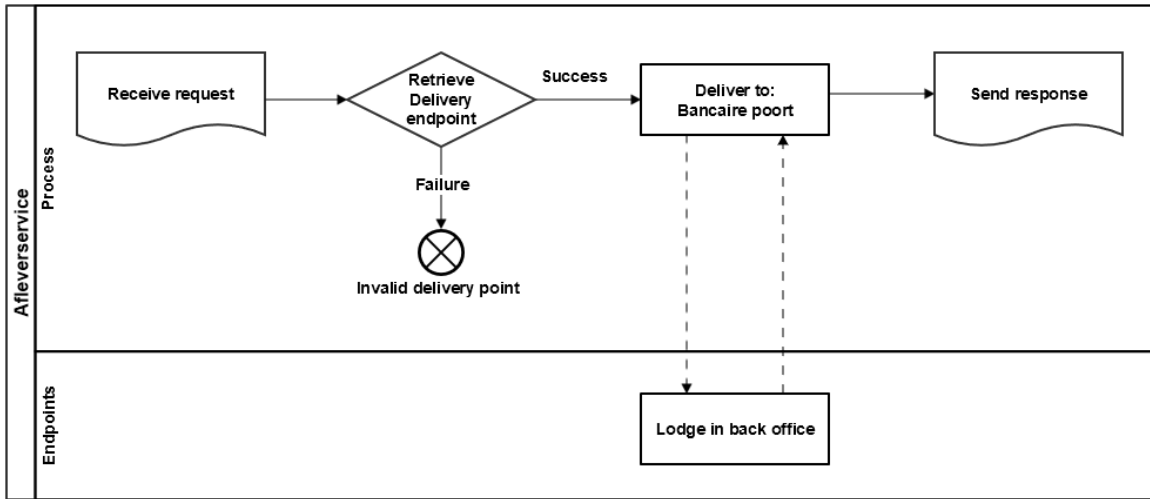 Afleverservice
Process
Receive request
Retrieve
Delivery
endpoint
Success
Deliver to:
Bancaire poort
Send response
Failure
Invalid delivery point
Endpoints
Lodge in back office